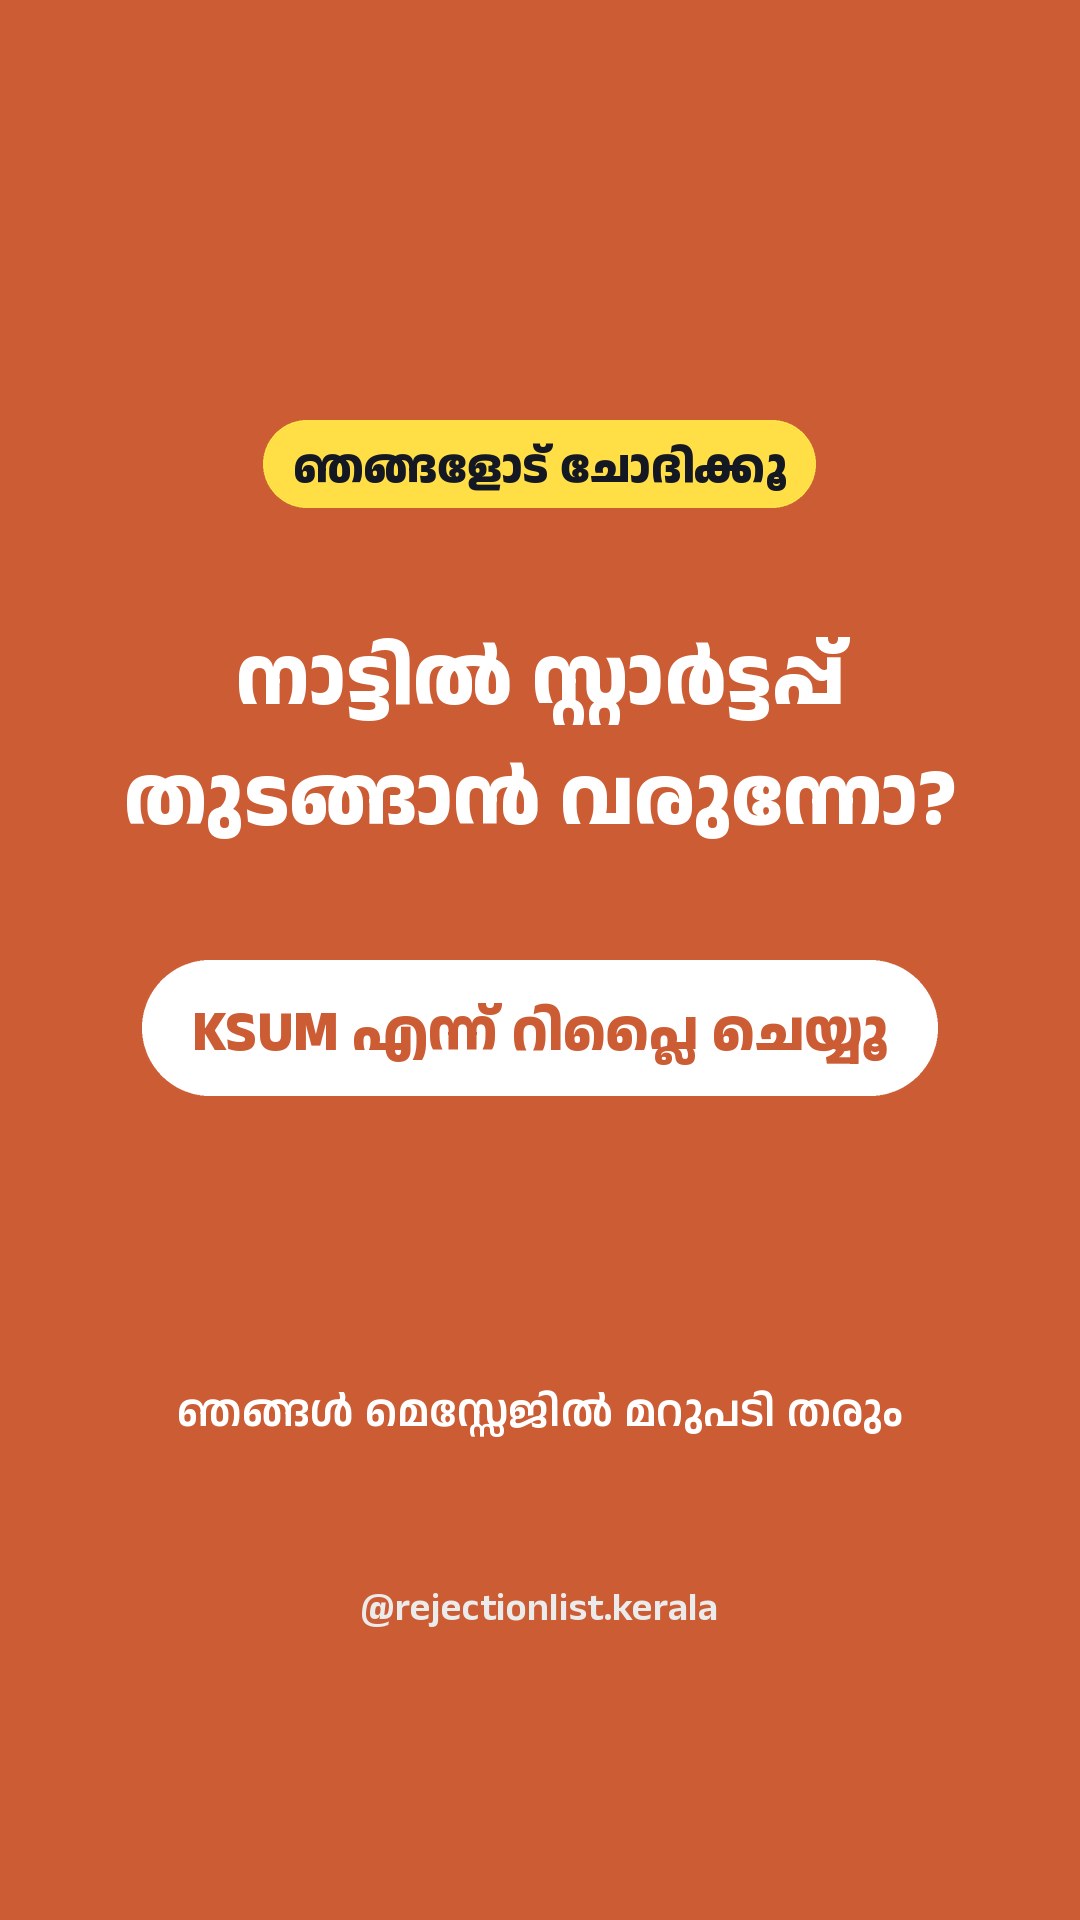 ഞങ്ങളോട് ചോദിക്കൂ
നാട്ടിൽ സ്റ്റാർട്ടപ്പ്
തുടങ്ങാൻ വരുന്നോ?
KSUM എന്ന് റിപ്ലൈ ചെയ്യൂ
ഞങ്ങൾ മെസ്സേജിൽ മറുപടി തരും
@rejectionlist.kerala